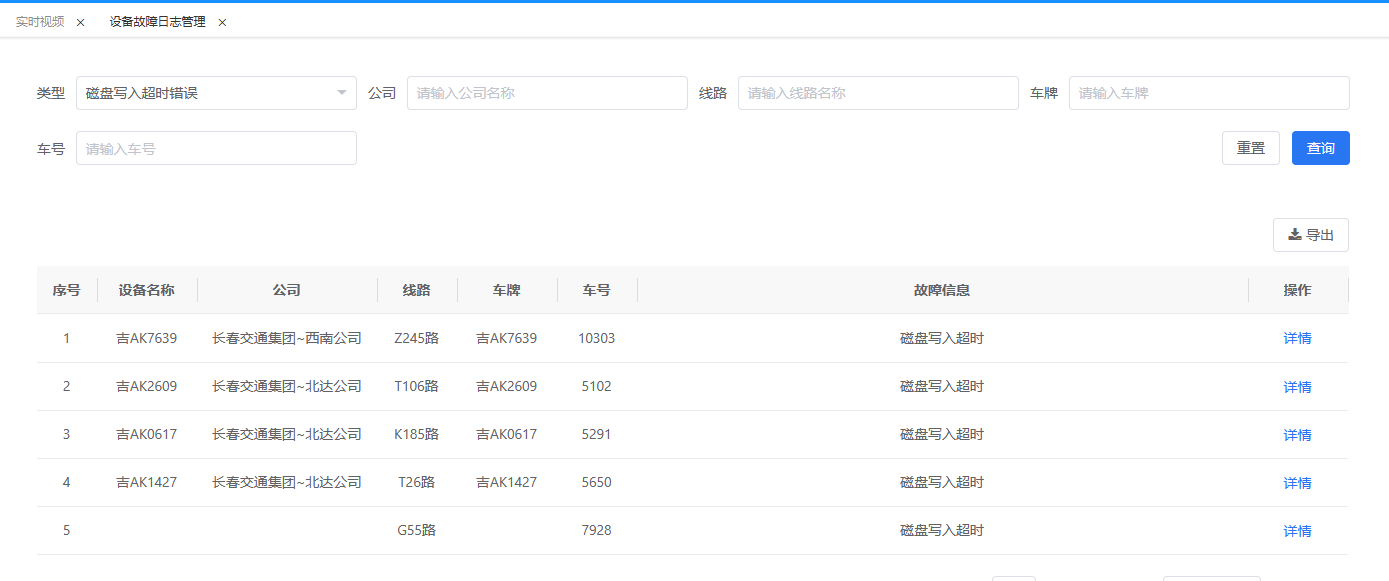 实时视频 × 设备故障日志管理 ×
类型 磁盘写入超时错误 公司 请输入公司名称 线路 请输入线路名称 车牌 请输入车牌
车号 请输入车号 重置 查询
导出
序号 设备名称 公司 线路 车牌 车号 故障信息 操作
1 吉AK7639 长春交通集团~西南公司 Z245路 吉AK7639 10303 磁盘写入超时 详情
2 吉AK2609 长春交通集团~北达公司 T106路 吉AK2609 5102 磁盘写入超时 详情
3 吉AK0617 长春交通集团~北达公司 K185路 吉AK0617 5291 磁盘写入超时 详情
4 吉AK1427 长春交通集团~北达公司 T26路 吉AK1427 5650 磁盘写入超时 详情
5 G55路 7928 磁盘写入超时 详情